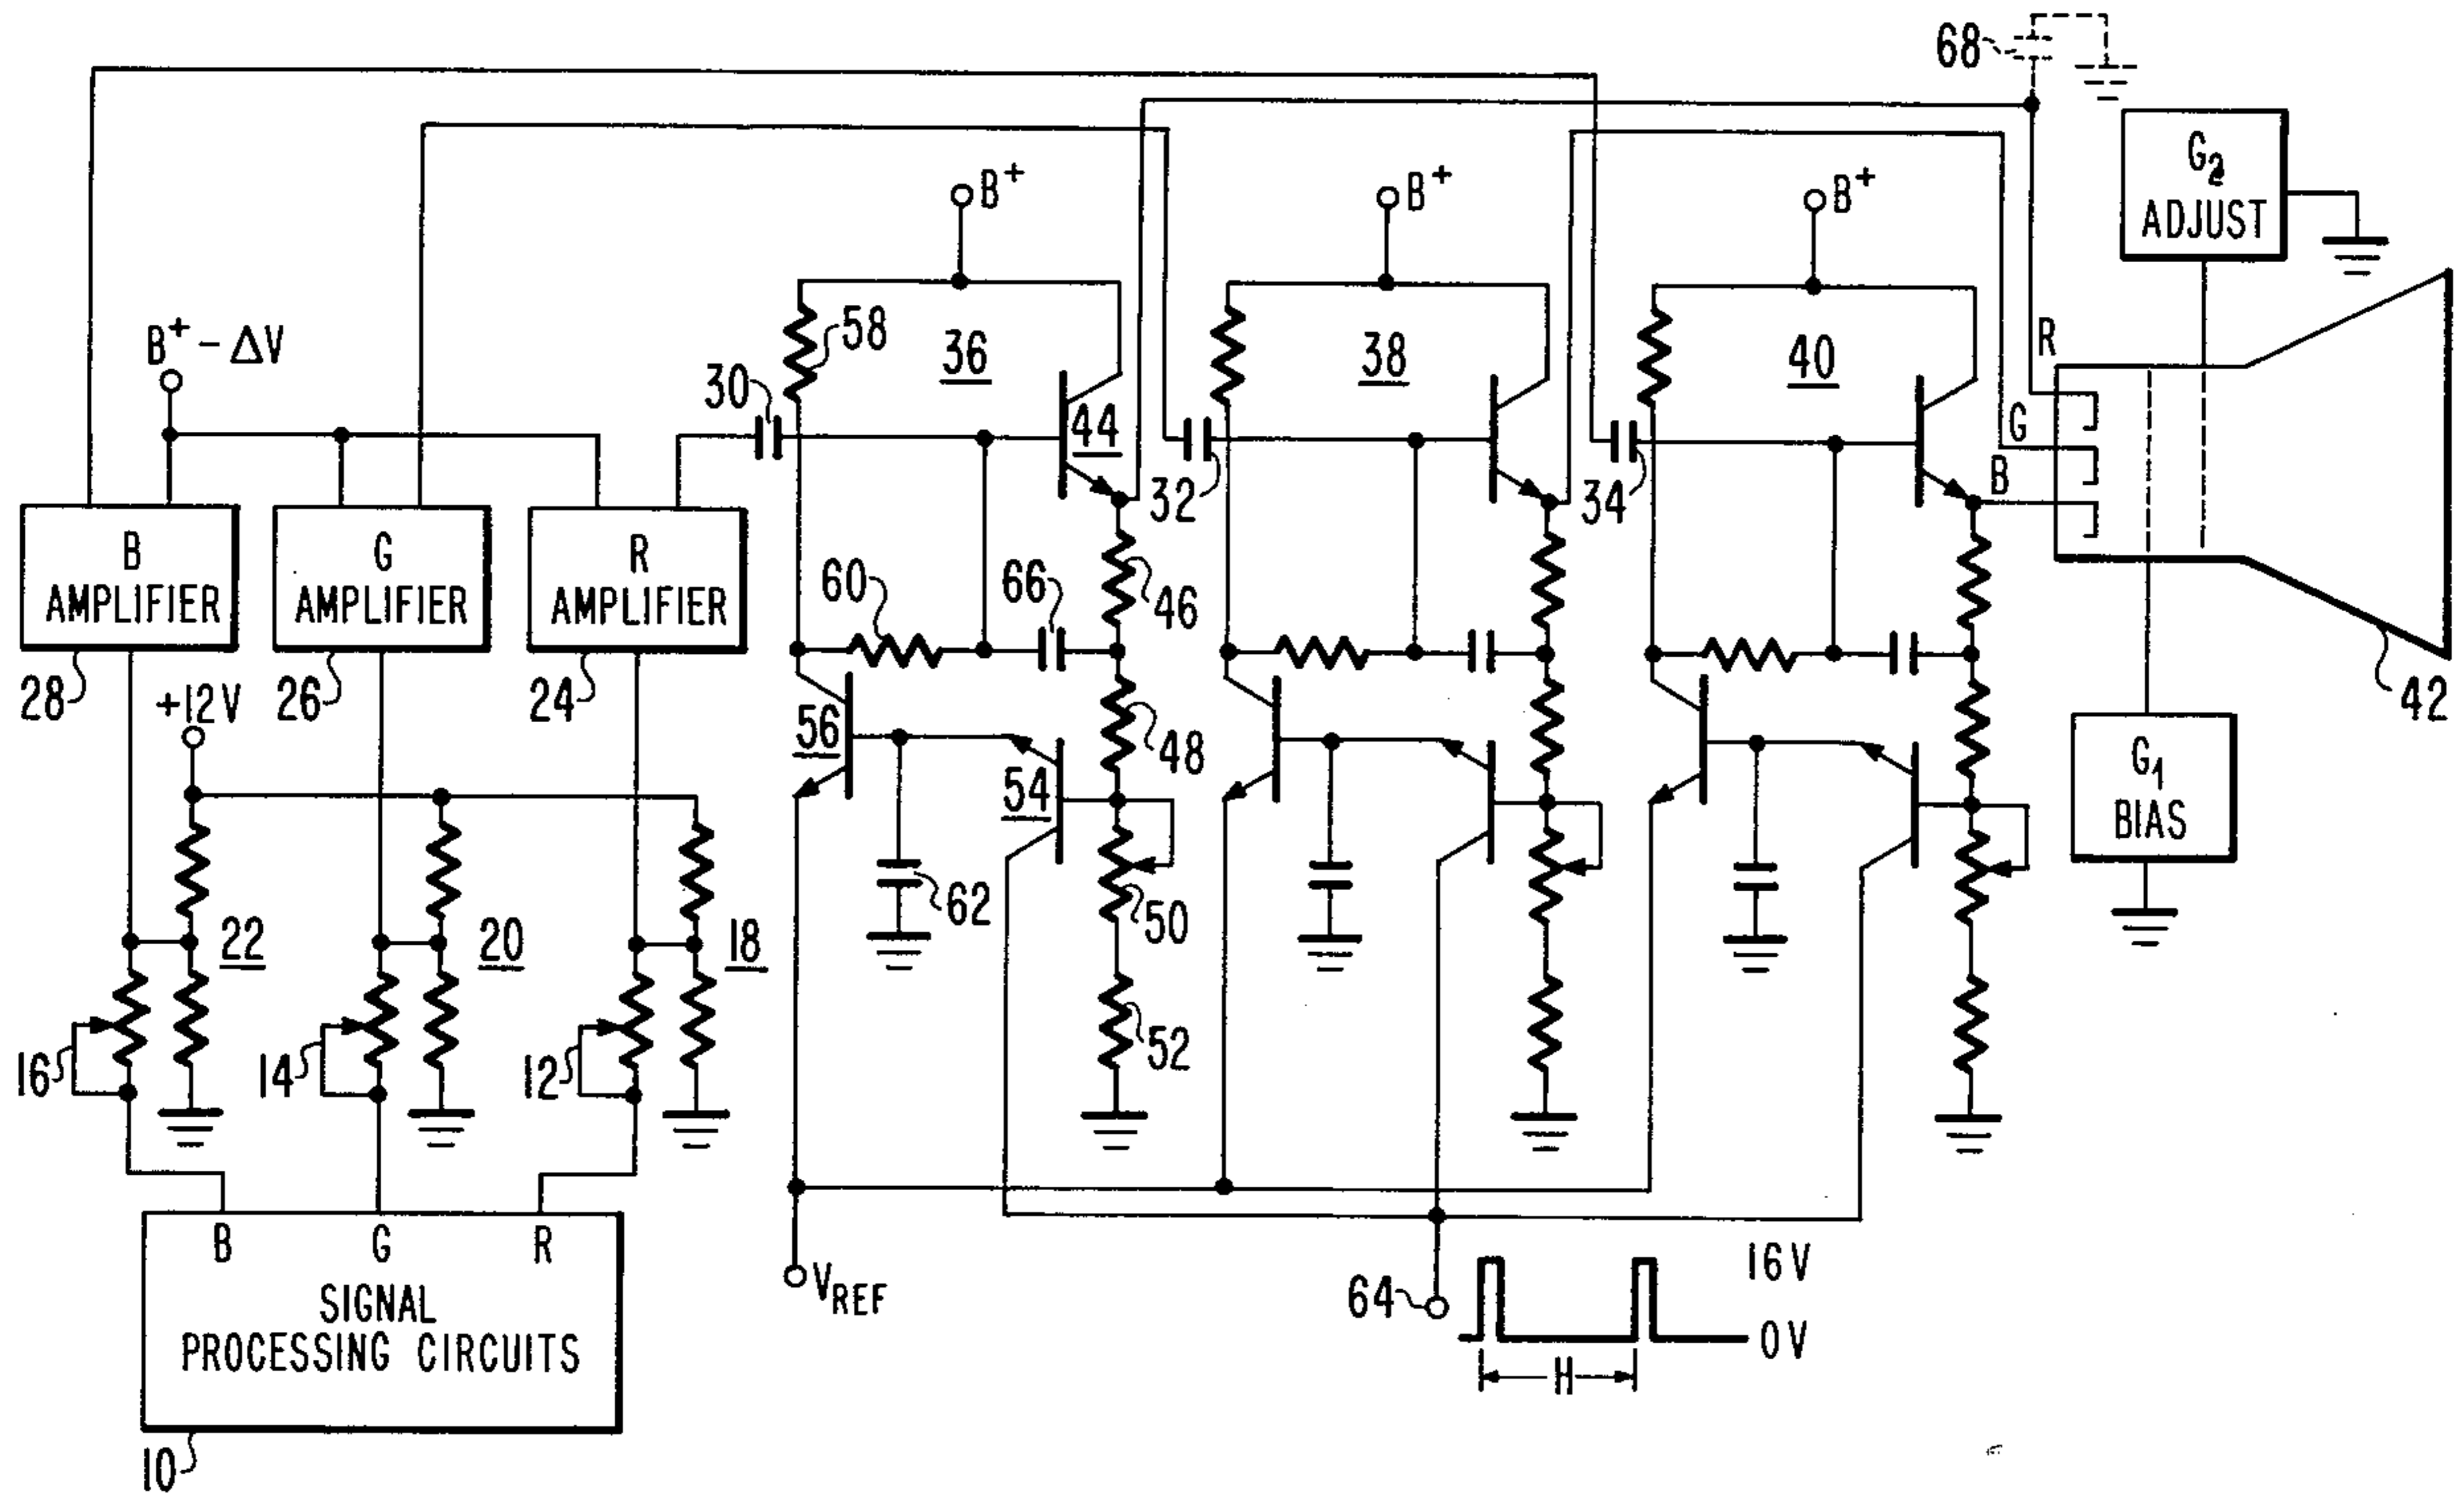 68
G2
ADJUST
B+
B+
B+
B+ - ΔV
58
36
38
40
R
30
44
G
32
34
B
B
AMPLIFIER
G
AMPLIFIER
R
AMPLIFIER
60
66
46
28
+12V
26
24
56
48
42
54
G1
BIAS
62
50
22
20
18
52
16
14
12
B
G
R
SIGNAL
PROCESSING CIRCUITS
VREF
64
16V
0V
H
10